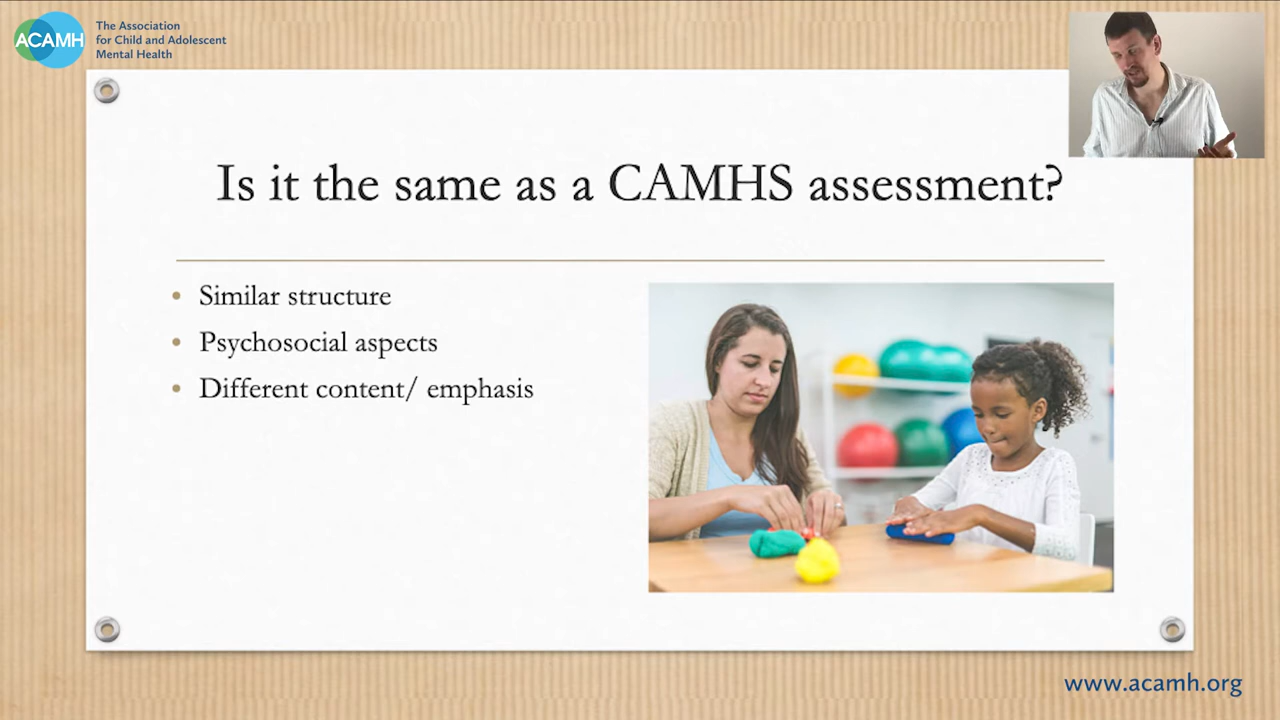 ACAMH
The Association
for Child and Adolescent
Mental Health
Is it the same as a CAMHS assessment?
• Similar structure
• Psychosocial aspects
• Different content/ emphasis
www.acamh.org